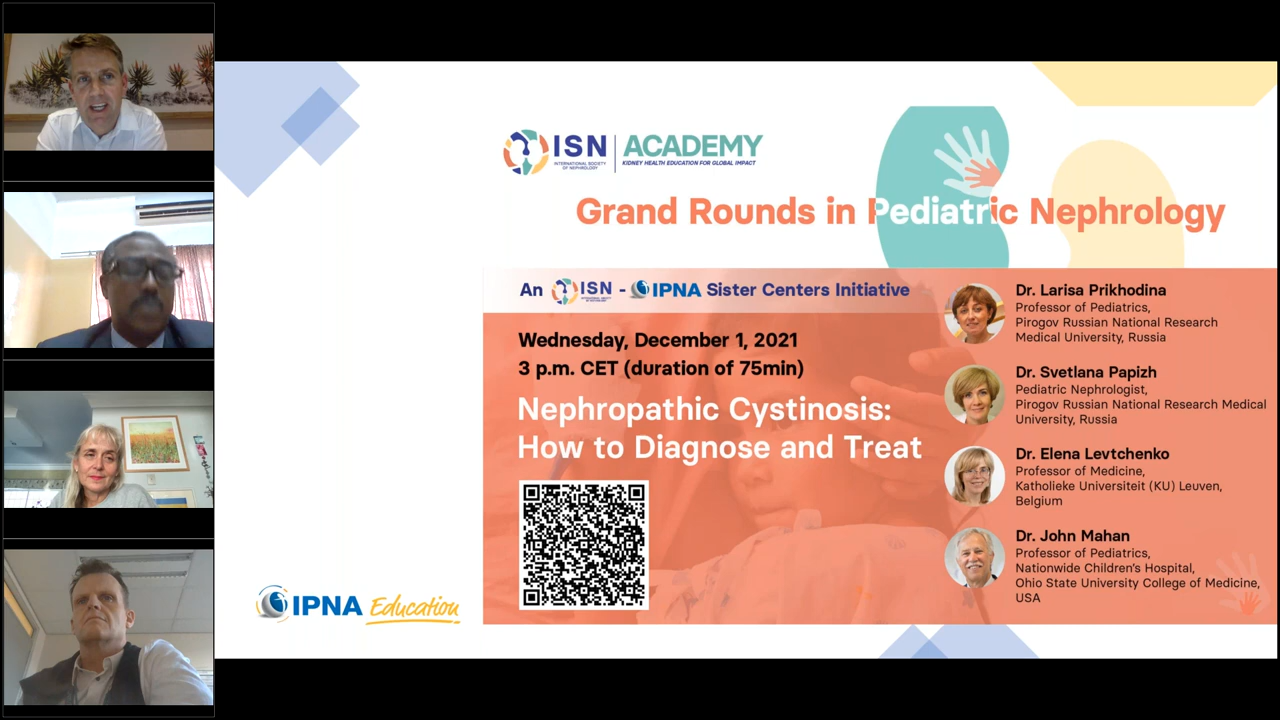 ISN
INTERNATIONAL SOCIETY
OF NEPHROLOGY
ACADEMY
KIDNEY HEALTH EDUCATION FOR GLOBAL IMPACT
Grand Rounds in Pediatric Nephrology
An ISN - IPNA Sister Centers Initiative
Wednesday, December 1, 2021
3 p.m. CET (duration of 75min)
Nephropathic Cystinosis:
How to Diagnose and Treat
Dr. Larisa Prikhodina
Professor of Pediatrics,
Pirogov Russian National Research
Medical University, Russia
Dr. Svetlana Papizh
Pediatric Nephrologist,
Pirogov Russian National Research Medical
University, Russia
Dr. Elena Levtchenko
Professor of Medicine,
Katholieke Universiteit (KU) Leuven,
Belgium
Dr. John Mahan
Professor of Pediatrics,
Nationwide Children's Hospital,
Ohio State University College of Medicine,
USA
IPNA Education